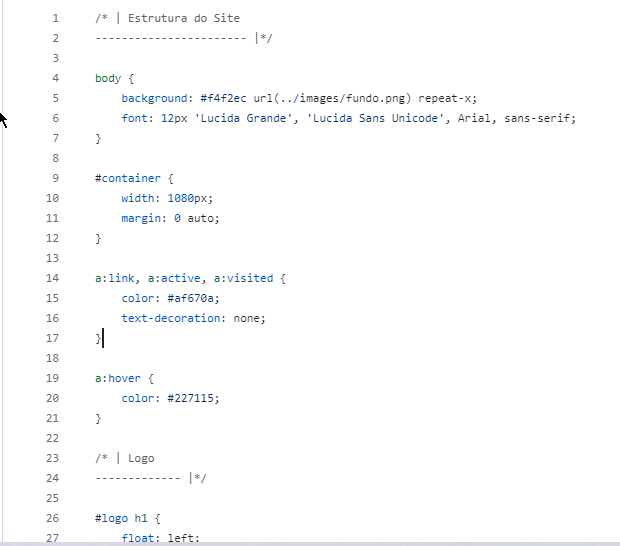 1 /* | Estrutura do Site
2 ----------------------- |*/
3
4 body {
5 background: #f4f2ec url(../images/fundo.png) repeat-x;
6 font: 12px 'Lucida Grande', 'Lucida Sans Unicode', Arial, sans-serif;
7 }
8
9 #container {
10 width: 1080px;
11 margin: 0 auto;
12 }
13
14 a:link, a:active, a:visited {
15 color: #af670a;
16 text-decoration: none;
17 }
18
19 a:hover {
20 color: #227115;
21 }
22
23 /* | Logo
24 ------------- |*/
25
26 #logo h1 {
27 float: left;